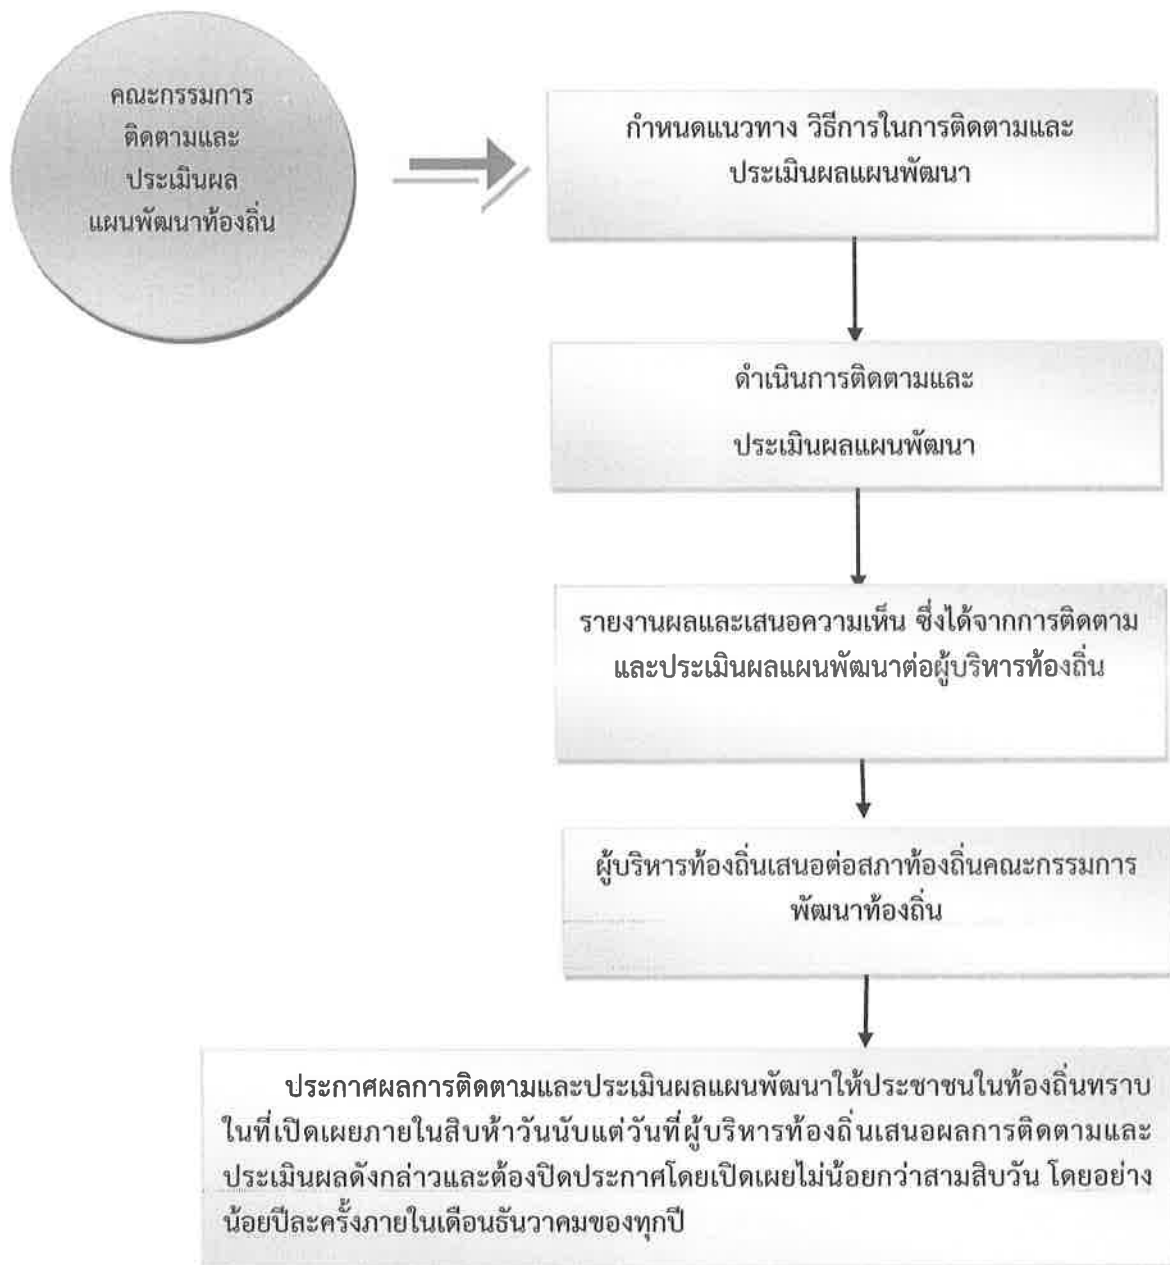 คณะกรรมการ
ติดตามและ
ประเมินผล
แผนพัฒนาท้องถิ่น
กำหนดแนวทาง วิธีการในการติดตามและ
ประเมินผลแผนพัฒนา
ดำเนินการติดตามและ
ประเมินผลแผนพัฒนา
รายงานผลและเสนอความเห็น ซึ่งได้จากการติดตาม
และประเมินผลแผนพัฒนาต่อผู้บริหารท้องถิ่น
ผู้บริหารท้องถิ่นเสนอต่อสภาท้องถิ่นคณะกรรมการ
พัฒนาท้องถิ่น
ประกาศผลการติดตามและประเมินผลแผนพัฒนาให้ประชาชนในท้องถิ่นทราบ
ในที่เปิดเผยภายในสิบห้าวันนับแต่วันที่ผู้บริหารท้องถิ่นเสนอผลการติดตามและ
ประเมินผลดังกล่าวและต้องปิดประกาศโดยเปิดเผยไม่น้อยกว่าสามสิบวัน โดยอย่าง
น้อยปีละครั้งภายในเดือนธันวาคมของทุกปี